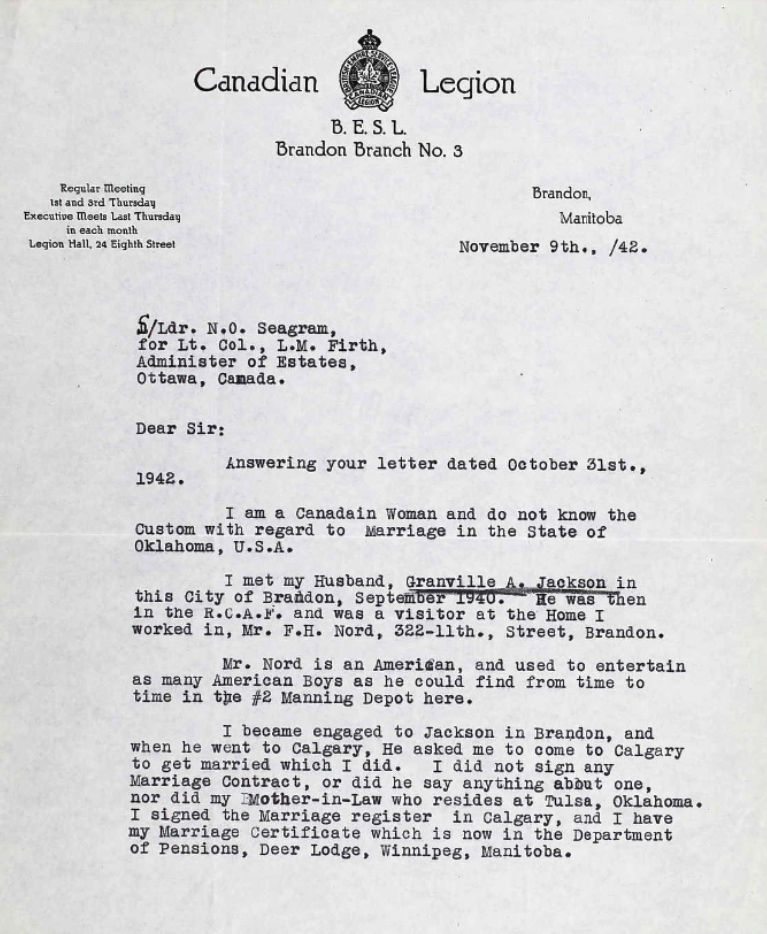 Canadian Legion
B. E. S. L.
Brandon Branch No. 3
Regular Meeting
1st and 3rd Thursday
Executive Meets Last Thursday
in each month
Legion Hall, 24 Eighth Street
Brandon,
Manitoba
November 9th., /42.
S/Ldr. N.O. Seagram,
for Lt. Col., L.M. Firth,
Administer of Estates,
Ottawa, Canada.
Dear Sir:
Answering your letter dated October 31st.,
1942.
I am a Canadain Woman and do not know the
Custom with regard to Marriage in the State of
Oklahoma, U.S.A.
I met my Husband, Granville A. Jackson in
this City of Brandon, September 1940. He was then
in the R.C.A.F. and was a visitor at the Home I
worked in, Mr. F.H. Nord, 322-11th., Street, Brandon.
Mr. Nord is an American, and used to entertain
as many American Boys as he could find from time to
time in the #2 Manning Depot here.
I became engaged to Jackson in Brandon, and
when he went to Calgary, He asked me to come to Calgary
to get married which I did. I did not sign any
Marriage Contract, or did he say anything about one,
nor did my Mother-in-Law who resides at Tulsa, Oklahoma.
I signed the Marriage register in Calgary, and I have
my Marriage Certificate which is now in the Department
of Pensions, Deer Lodge, Winnipeg, Manitoba.